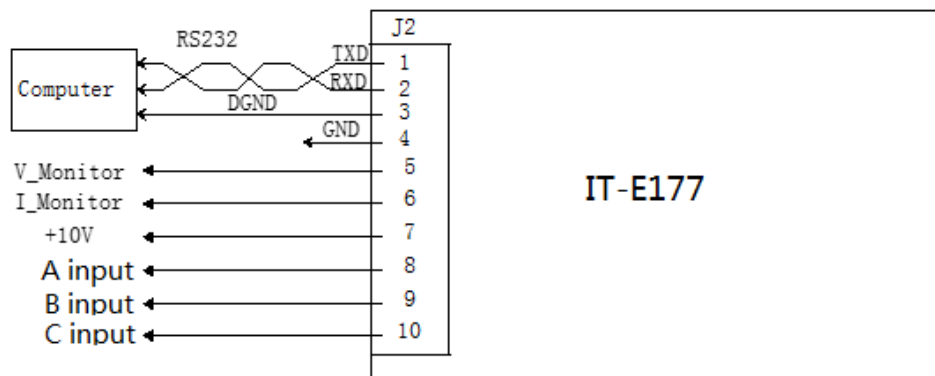 J2
RS232
TXD
1
Computer
RXD
2
DGND
3
GND
4
V_Monitor
5
IT-E177
I_Monitor
6
+10V
7
A input
8
B input
9
C input
10